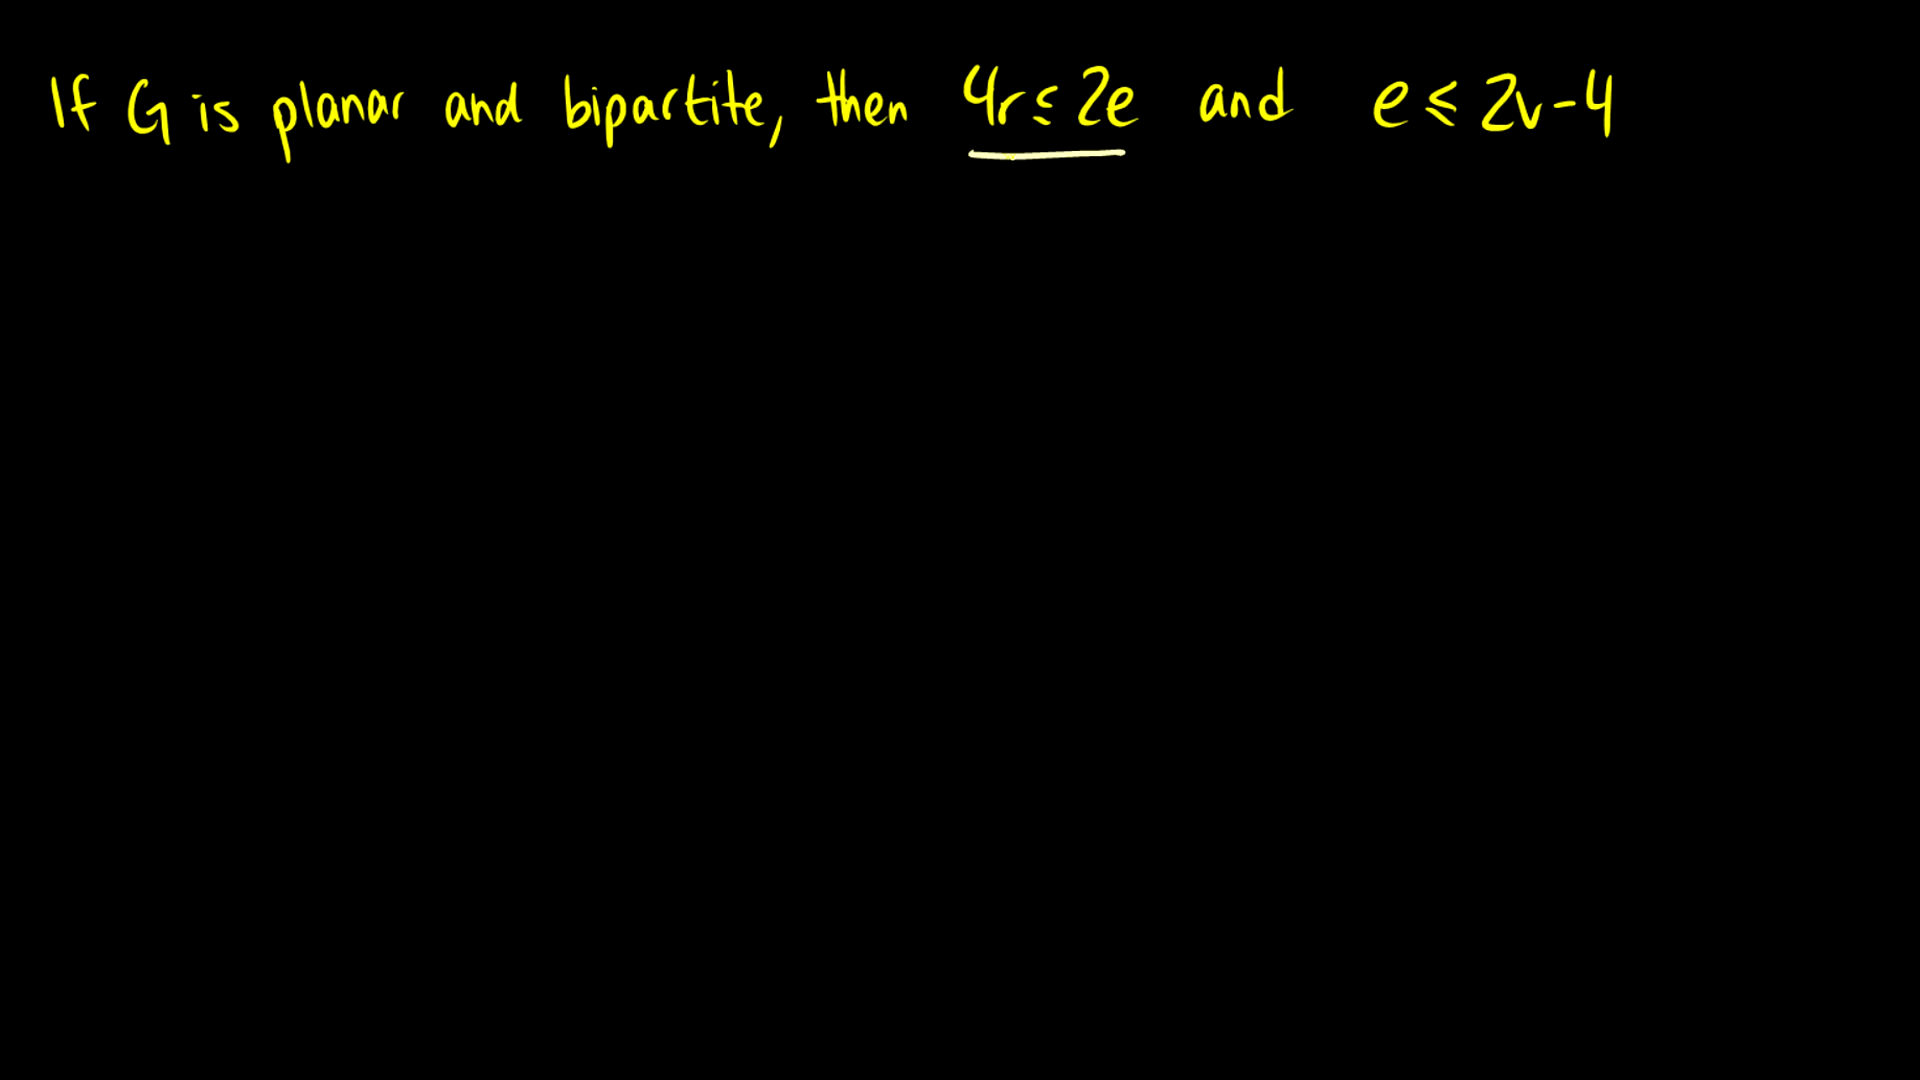 If G is planar and bipartite, then 4r ≤ 2e and e ≤ 2v-4